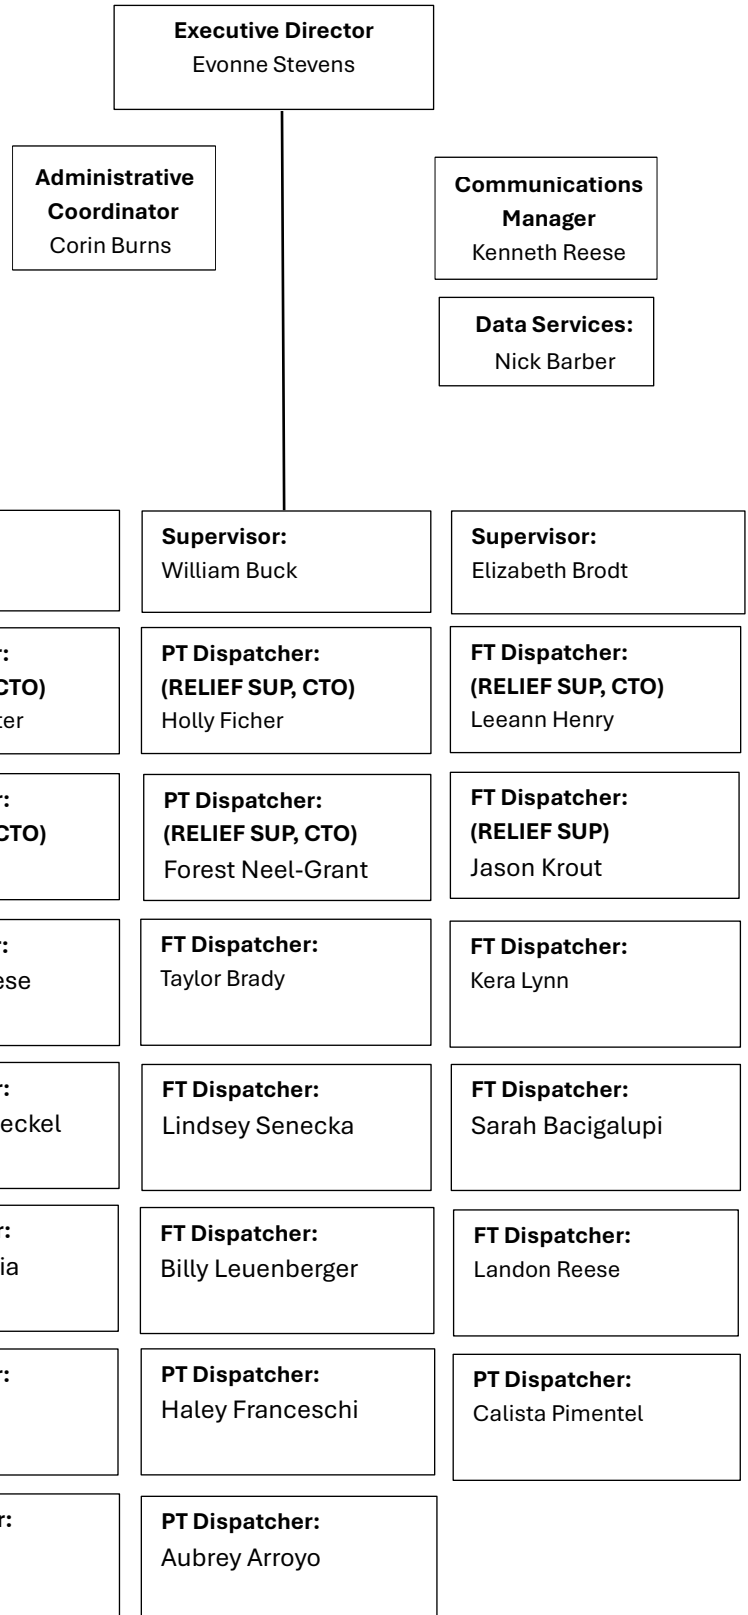 Executive Director
Evonne Stevens
Administrative
Coordinator
Corin Burns
Communications
Manager
Kenneth Reese
Data Services:
Nick Barber
Supervisor:
William Buck
Supervisor:
Elizabeth Brodt
PT Dispatcher:
(RELIEF SUP, CTO)
Holly Ficher
FT Dispatcher:
(RELIEF SUP, CTO)
Leeann Henry
PT Dispatcher:
(RELIEF SUP, CTO)
Forest Neel-Grant
FT Dispatcher:
(RELIEF SUP)
Jason Krout
FT Dispatcher:
Taylor Brady
FT Dispatcher:
Kera Lynn
FT Dispatcher:
Lindsey Senecka
FT Dispatcher:
Sarah Bacigalupi
FT Dispatcher:
Billy Leuenberger
FT Dispatcher:
Landon Reese
PT Dispatcher:
Haley Franceschi
PT Dispatcher:
Calista Pimentel
PT Dispatcher:
Aubrey Arroyo